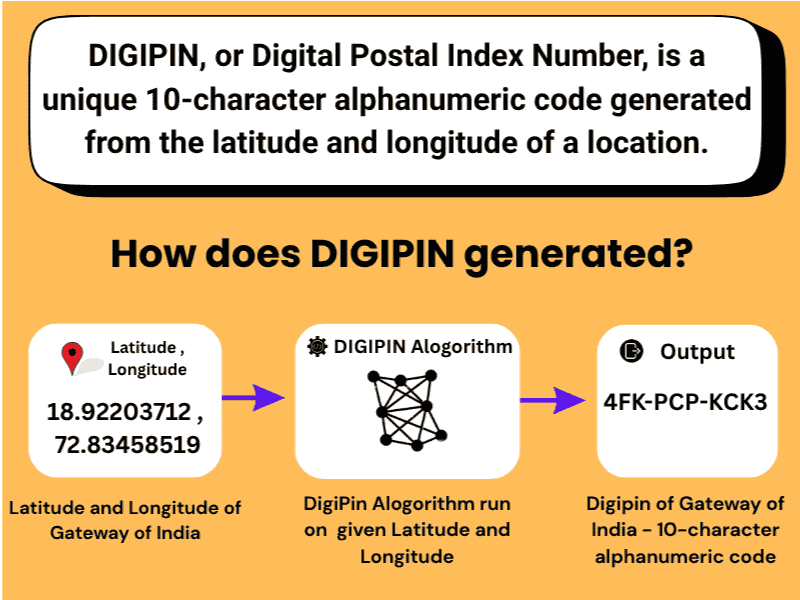 DIGIPIN, or Digital Postal Index Number, is a
unique 10-character alphanumeric code generated
from the latitude and longitude of a location.
How does DIGIPIN generated?
Latitude ,
Longitude
18.92203712 ,
72.83458519
DIGIPIN Alogorithm
Output
4FK-PCP-KCK3
Latitude and Longitude of
Gateway of India
DigiPin Alogorithm run
on given Latitude and
Longitude
Digipin of Gateway of
India - 10-character
alphanumeric code